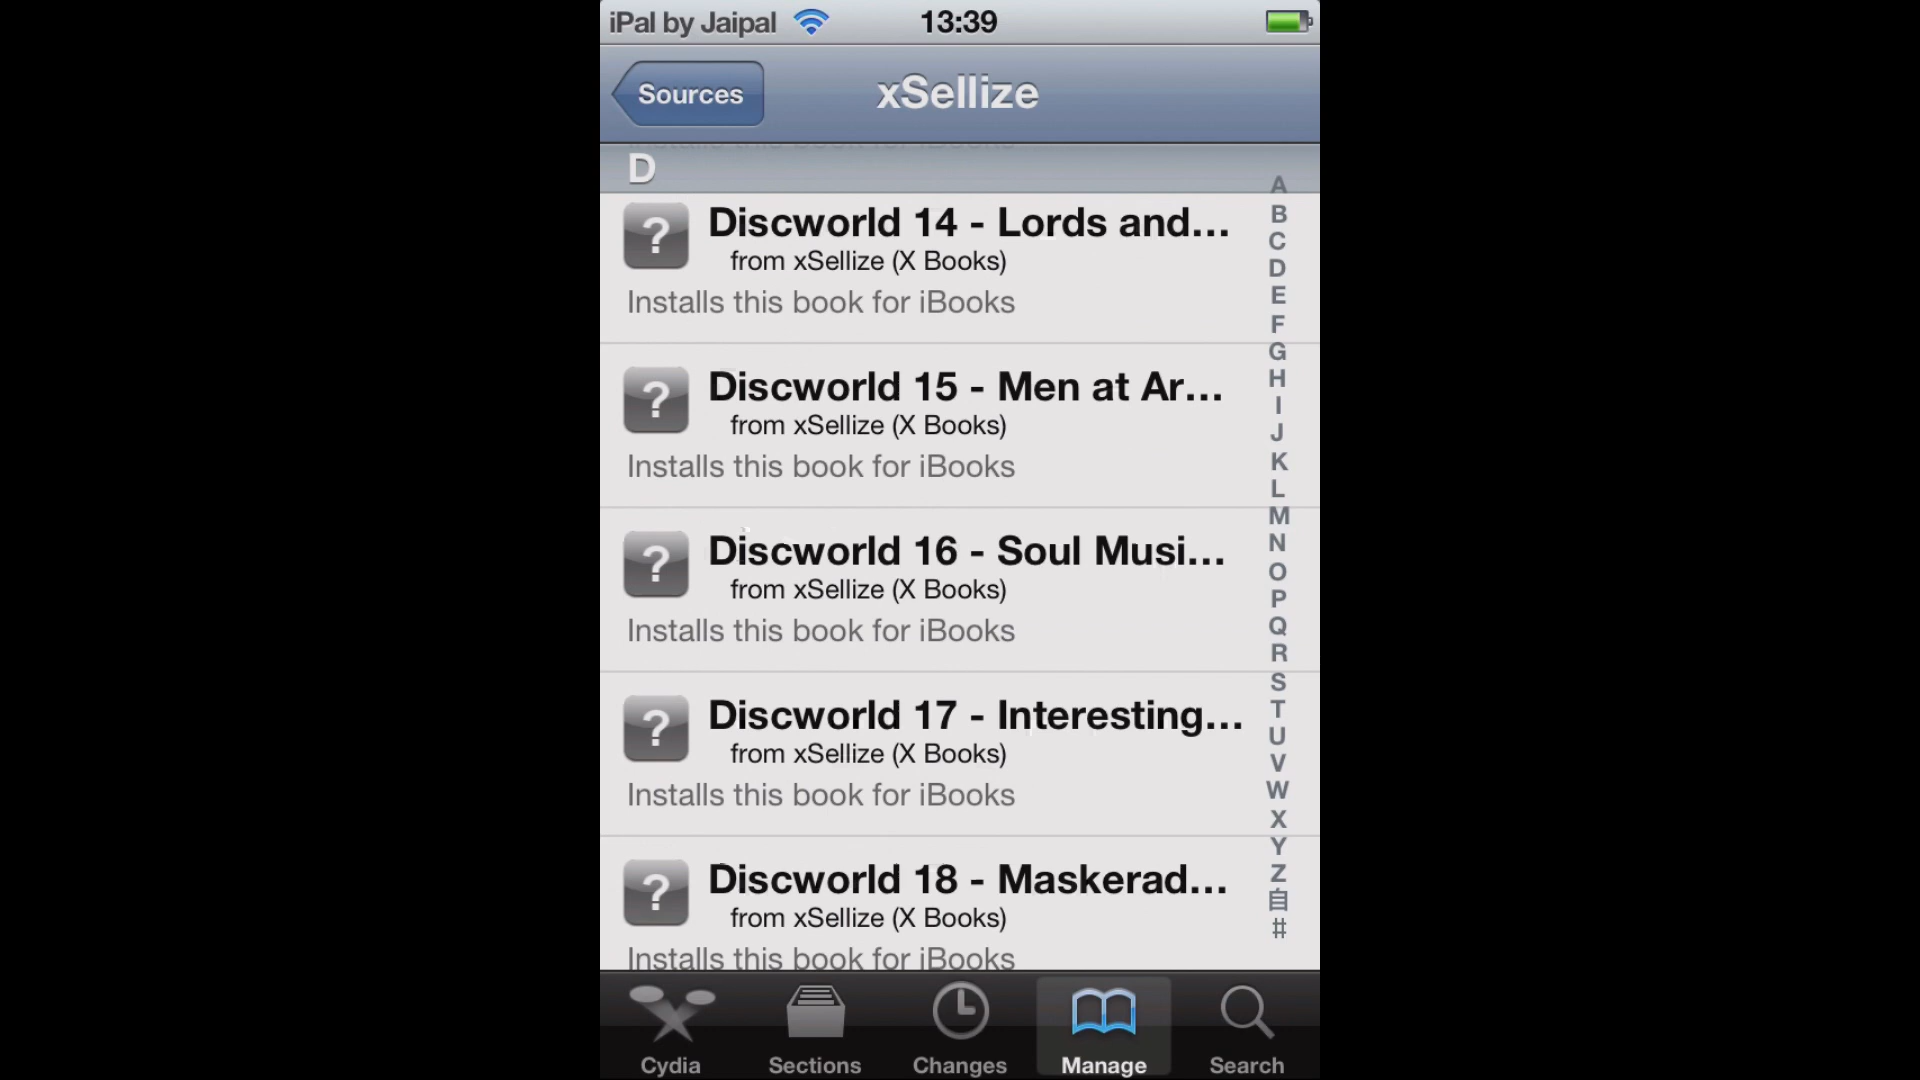 iPal by Jaipal 13:39
Sources xSellize
D
Discworld 14 - Lords and...
from xSellize (X Books)
Installs this book for iBooks
Discworld 15 - Men at Ar...
from xSellize (X Books)
Installs this book for iBooks
Discworld 16 - Soul Musi...
from xSellize (X Books)
Installs this book for iBooks
Discworld 17 - Interesting...
from xSellize (X Books)
Installs this book for iBooks
Discworld 18 - Maskerad...
from xSellize (X Books)
Installs this book for iBooks
A
B
C
D
E
F
G
H
I
J
K
L
M
N
O
P
Q
R
S
T
U
V
W
X
Y
Z
自
#
Cydia Sections Changes Manage Search